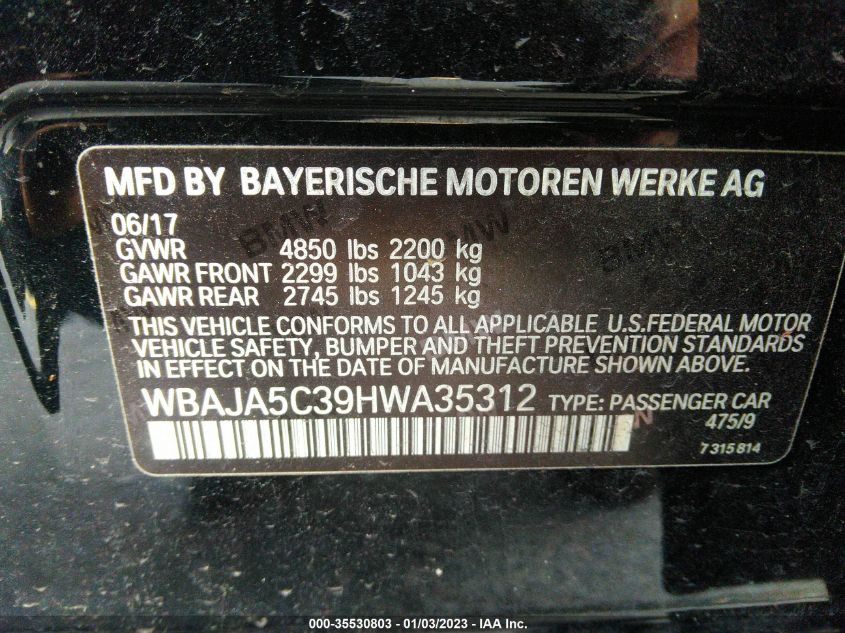 MFD BY BAYERISCHE MOTOREN WERKE AG
06/17
GVWR 4850 lbs 2200 kg
GAWR FRONT 2299 lbs 1043 kg
GAWR REAR 2745 lbs 1245 kg
THIS VEHICLE CONFORMS TO ALL APPLICABLE U.S.FEDERAL MOTOR
VEHICLE SAFETY, BUMPER AND THEFT PREVENTION STANDARDS
IN EFFECT ON THE DATE OF MANUFACTURE SHOWN ABOVE.
WBAJA5C39HWA35312 TYPE: PASSENGER CAR
475/9
7 315 814
000-35530803 - 01/03/2023 - IAA Inc.